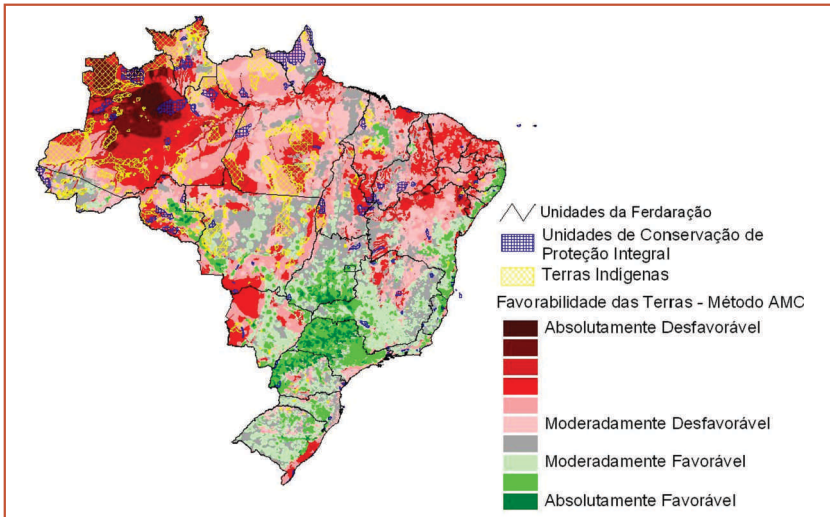 Unidades da Ferdaração
Unidades de Conservação de
Proteção Integral
Terras Indígenas
Favorabilidade das Terras - Método AMC
Absolutamente Desfavorável
Moderadamente Desfavorável
Moderadamente Favorável
Absolutamente Favorável